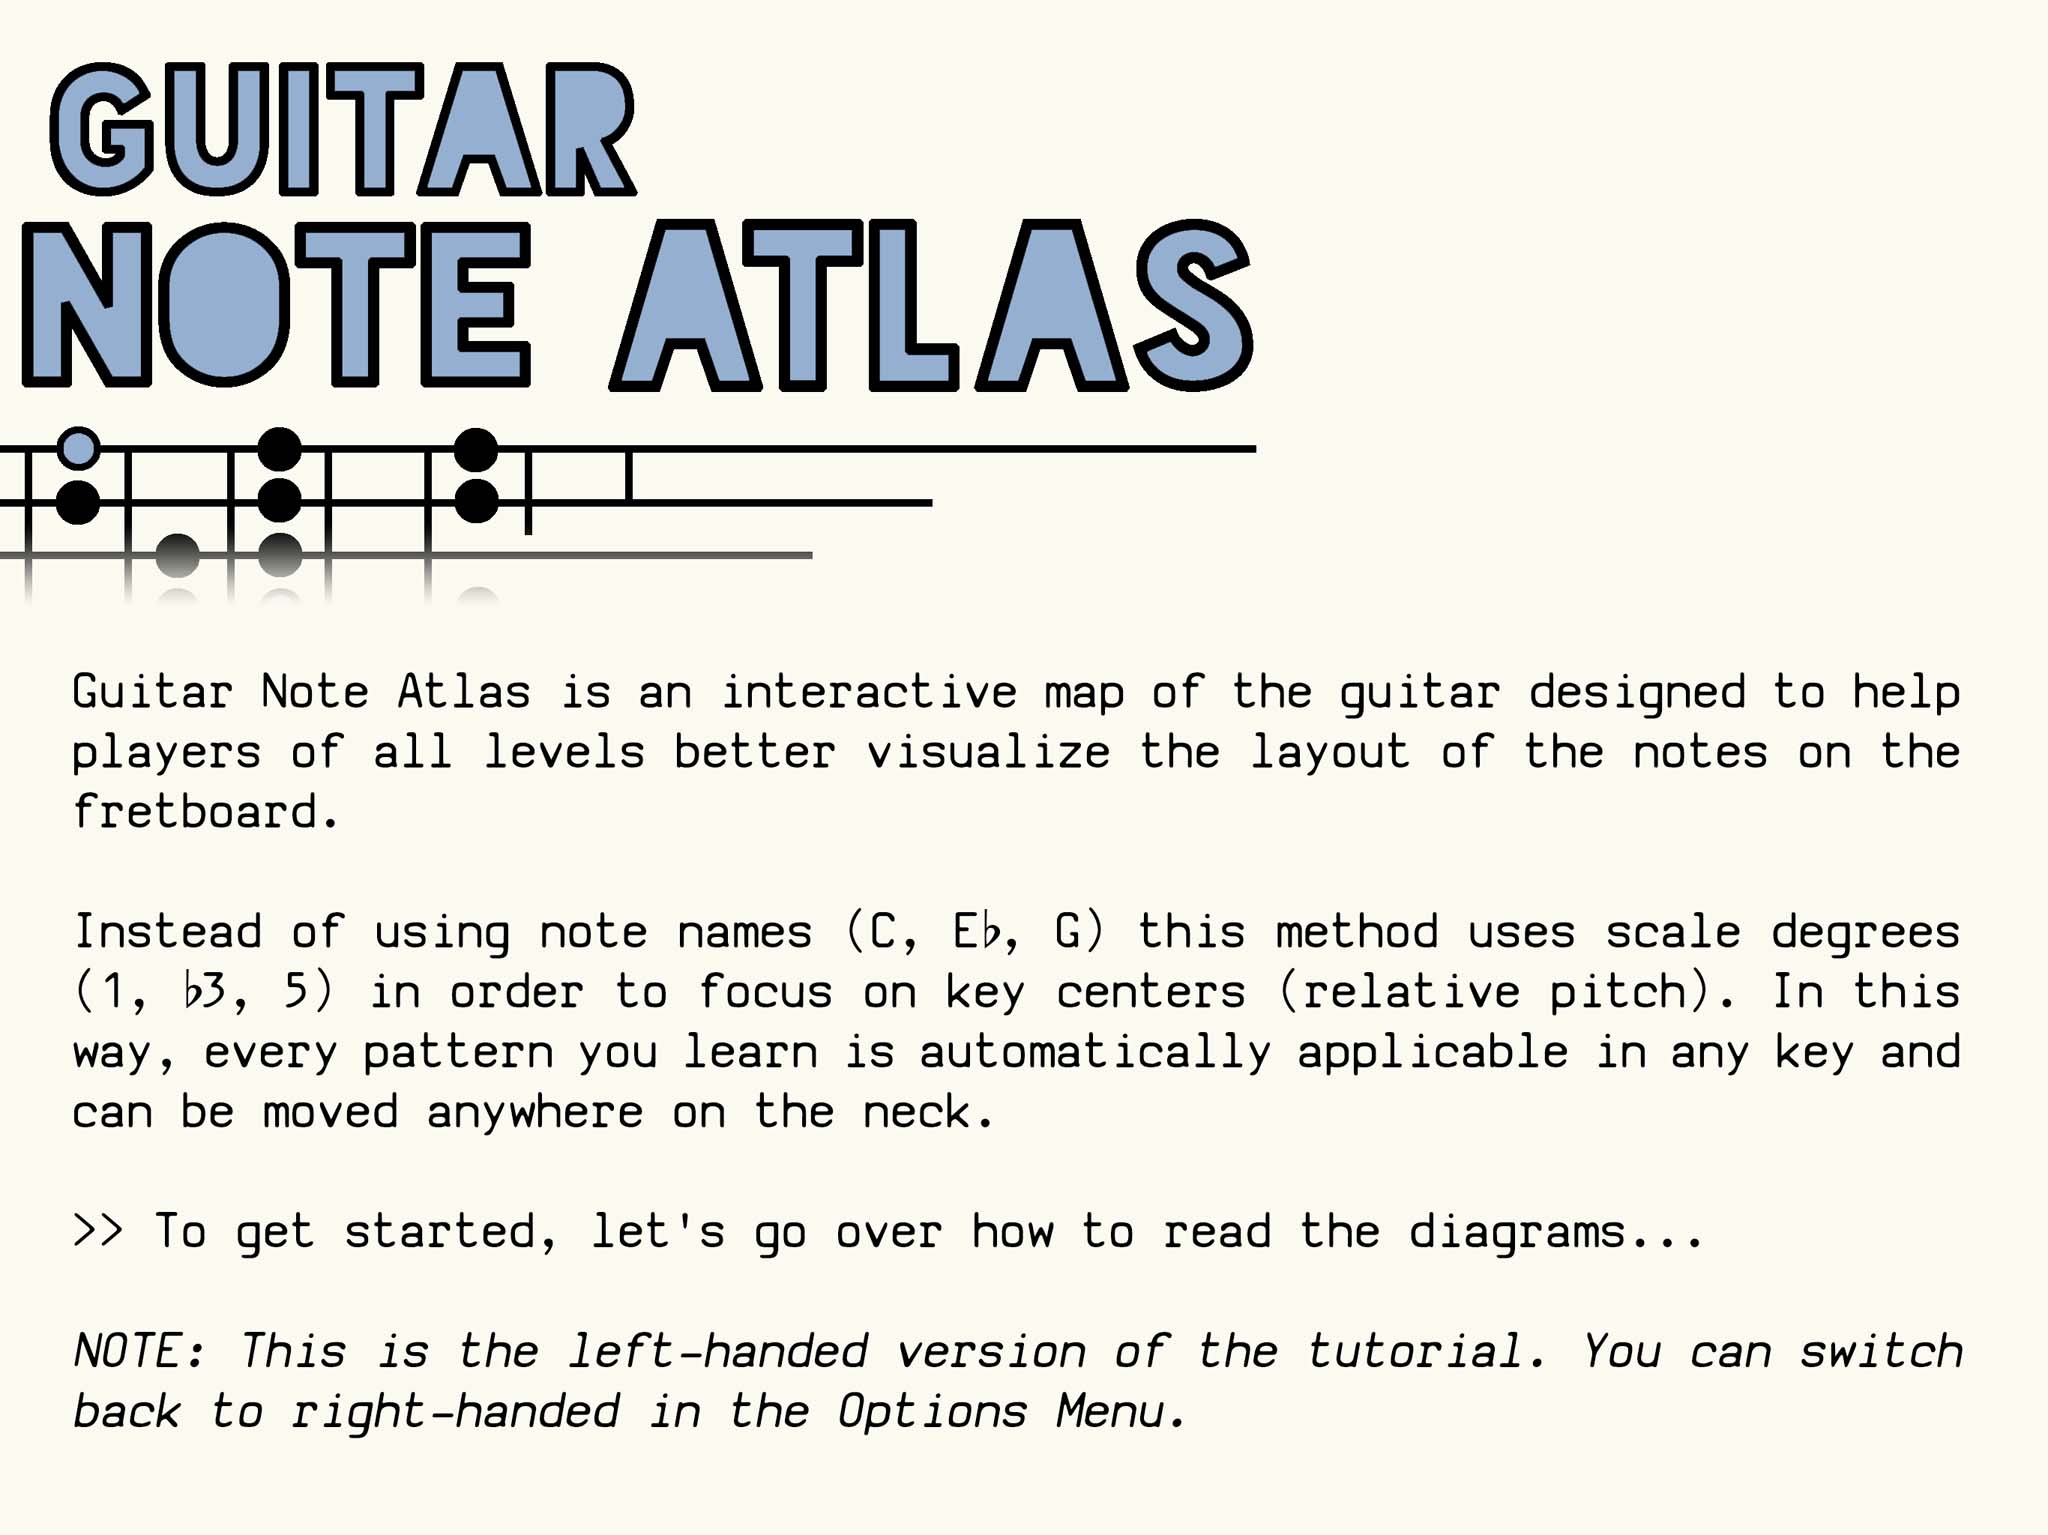 GUITAR
NOTE ATLAS
Guitar Note Atlas is an interactive map of the guitar designed to help
players of all levels better visualize the layout of the notes on the
fretboard.
Instead of using note names (C, E♭, G) this method uses scale degrees
(1, ♭3, 5) in order to focus on key centers (relative pitch). In this
way, every pattern you learn is automatically applicable in any key and
can be moved anywhere on the neck.
>> To get started, let's go over how to read the diagrams...
NOTE: This is the left-handed version of the tutorial. You can switch
back to right-handed in the Options Menu.